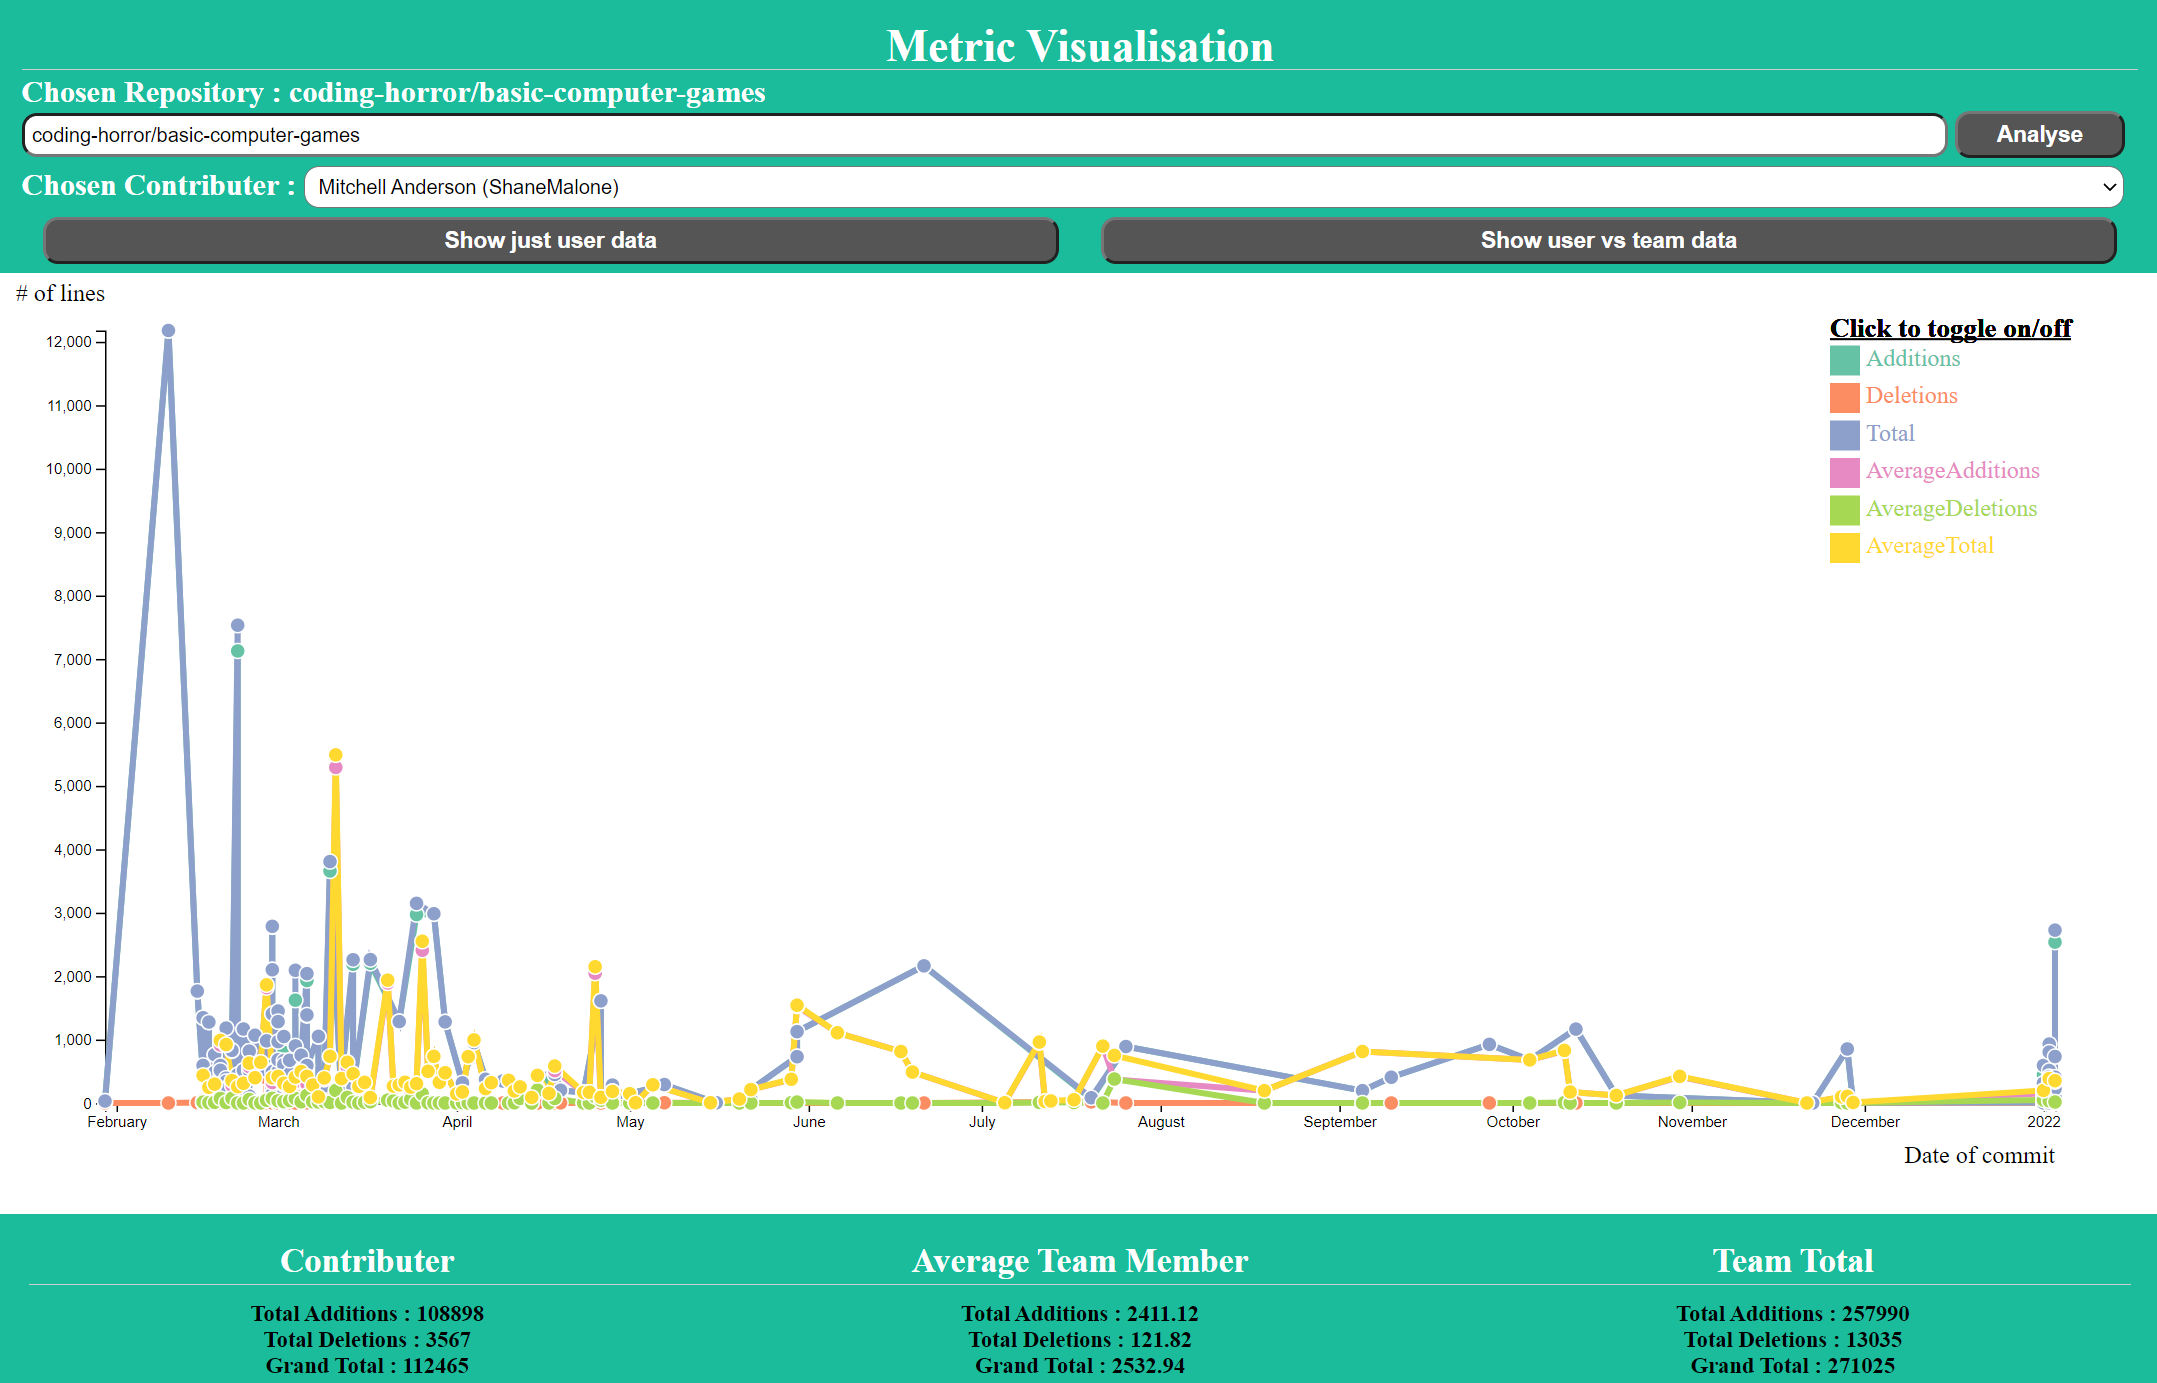 Metric Visualisation
Chosen Repository : coding-horror/basic-computer-games
coding-horror/basic-computer-games
Analyse
Chosen Contributer :
Mitchell Anderson (ShaneMalone)
Show just user data
Show user vs team data
# of lines
Click to toggle on/off
Additions
Deletions
Total
AverageAdditions
AverageDeletions
AverageTotal
12,000
11,000
10,000
9,000
8,000
7,000
6,000
5,000
4,000
3,000
2,000
1,000
0
February March April May June July August September October November December 2022
Date of commit
Contributer
Total Additions : 108898
Total Deletions : 3567
Grand Total : 112465
Average Team Member
Total Additions : 2411.12
Total Deletions : 121.82
Grand Total : 2532.94
Team Total
Total Additions : 257990
Total Deletions : 13035
Grand Total : 271025